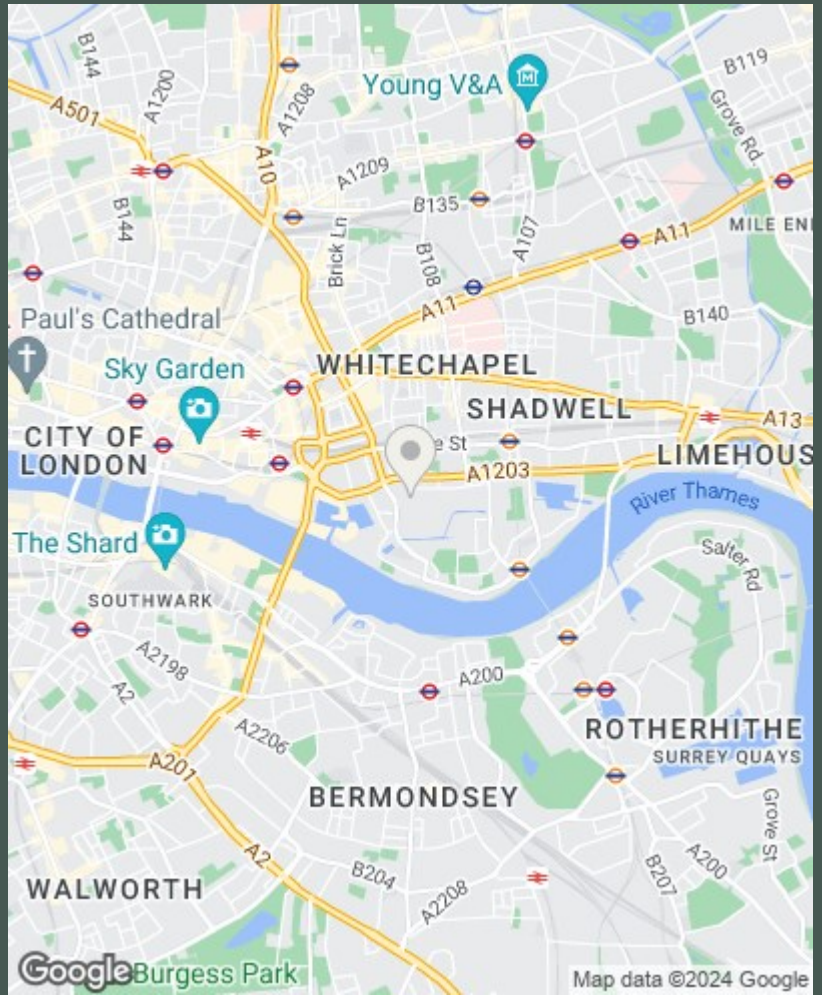 B144
A1200
A1208
Young V&A
B119
A501
Grove Rd
A10
A1209
B144
B135
A107
A11
MILE EN
Brick Ln
B108
A11
B140
. Paul's Cathedral
WHITECHAPEL
Sky Garden
SHADWELL
A13
CITY OF
LONDON
e St
LIMEHOUS
A1203
River Thames
The Shard
Salter Rd
SOUTHWARK
A2198
A200
A2
A2206
ROTHERHITHE
SURREY QUAYS
A201
BERMONDSEY
Grove St
A2
B204
A200
B207
WALWORTH
A2208
Google
Burgess Park
Map data ©2024 Google